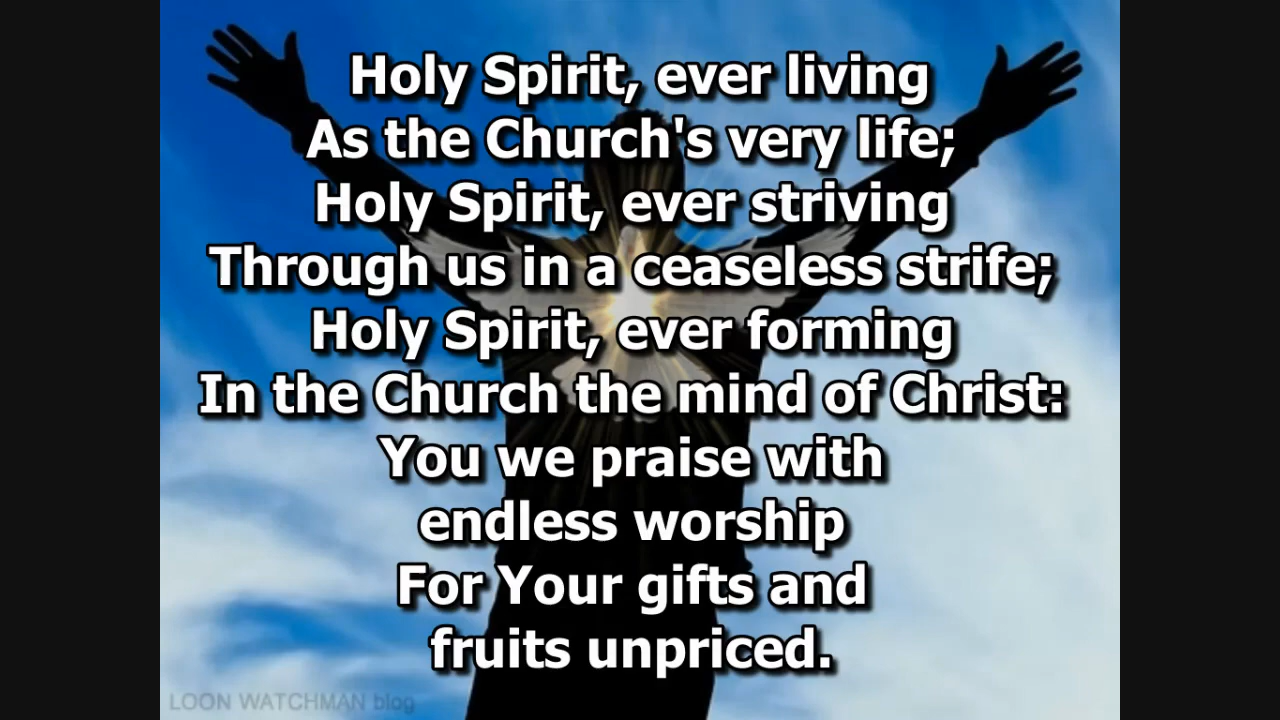 Holy Spirit, ever living
As the Church's very life;
Holy Spirit, ever striving
Through us in a ceaseless strife;
Holy Spirit, ever forming
In the Church the mind of Christ:
You we praise with
endless worship
For Your gifts and
fruits unpriced.
LOON WATCHMAN blog